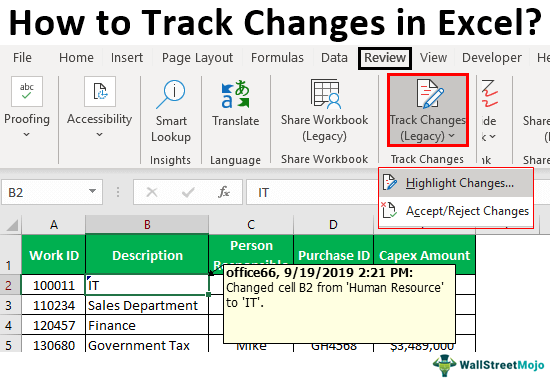 How to Track Changes in Excel?
File Home Insert Page Layout Formulas Data Review View Developer
abc
Proofing Accessibility Smart Lookup Translate Share Workbook (Legacy) Track Changes (Legacy)
Insights Language Share Workbook Track Changes
Highlight Changes...
Accept/Reject Changes
B2 fx IT
A B C D E
1 Work ID Description Person Responsible Purchase ID Capex Amount
2 100011 IT
3 110234 Sales Department
4 120457 Finance
5 130680 Government Tax Mike GH4568 $3,489,000
office66, 9/19/2019 2:21 PM:
Changed cell B2 from 'Human Resource'
to 'IT'.
WallStreetMojo